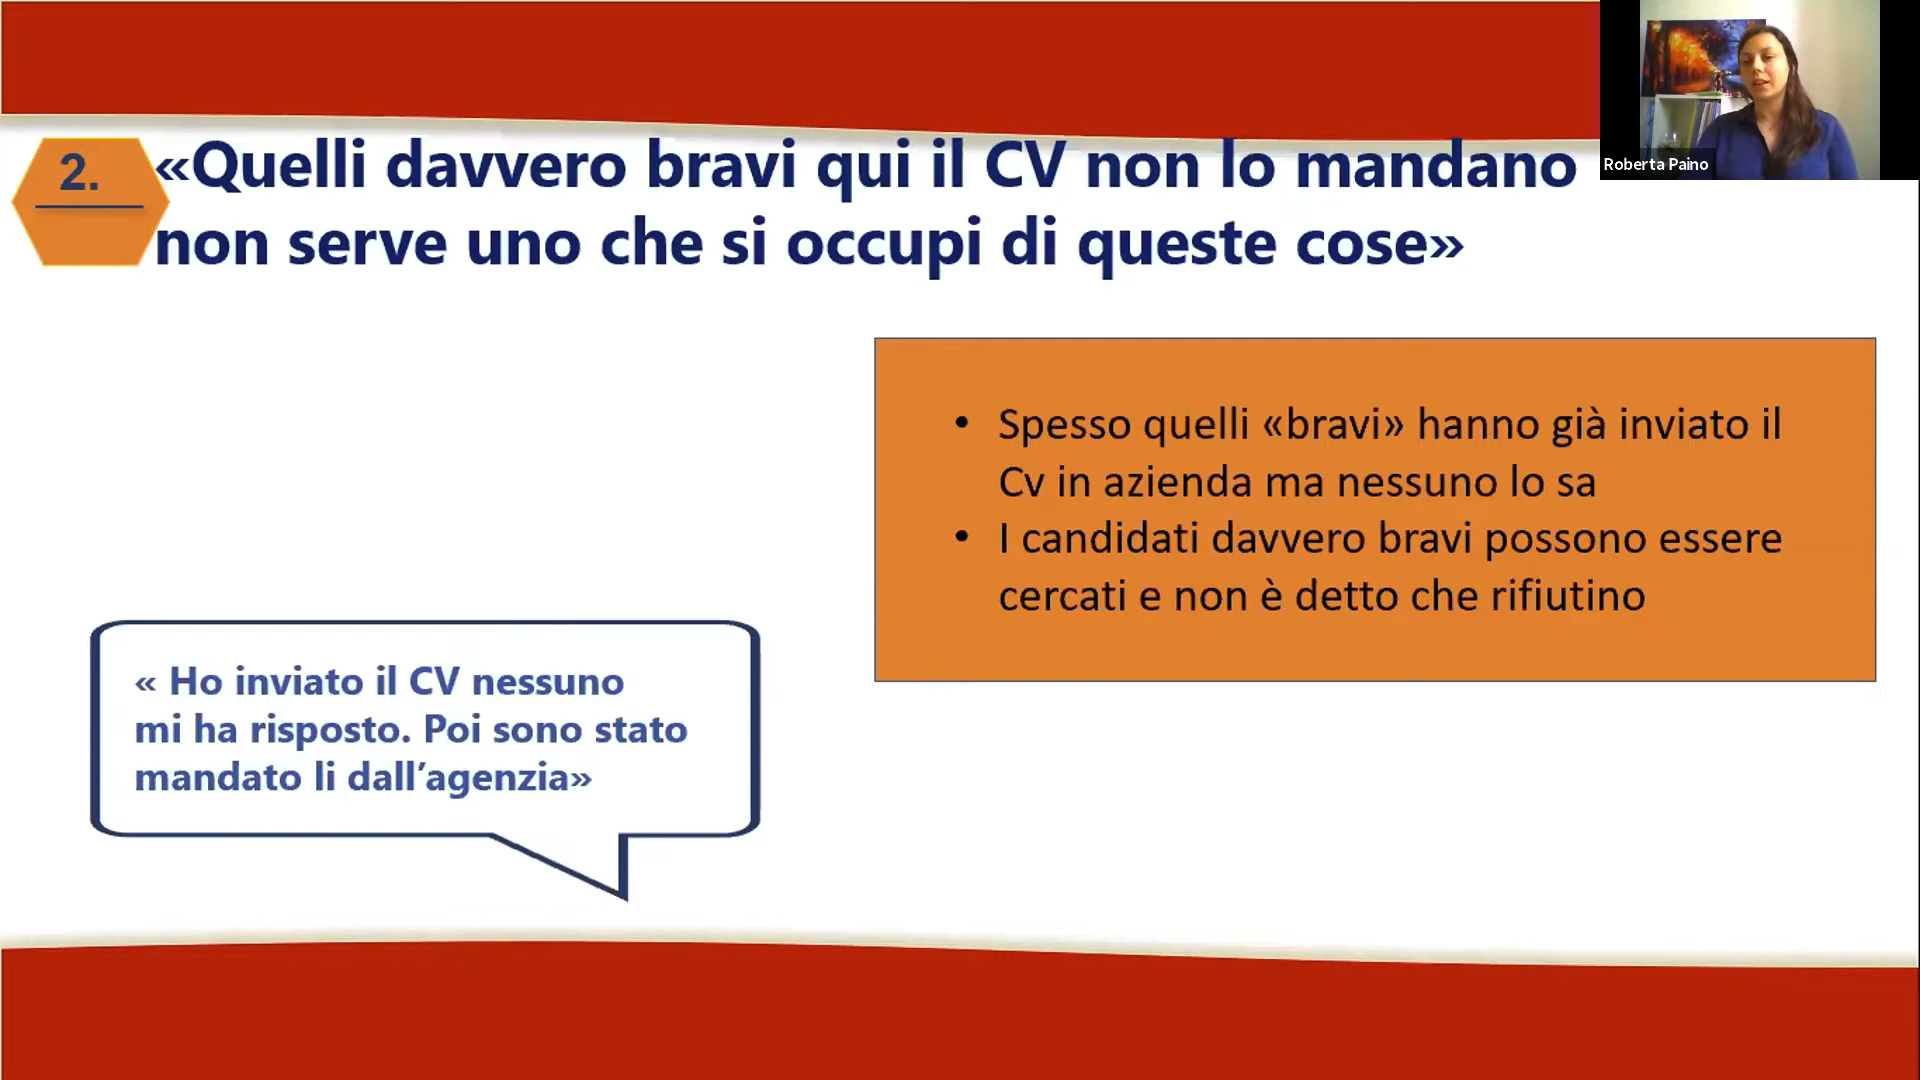 2.
«Quelli davvero bravi qui il CV non lo mandano
non serve uno che si occupi di queste cose»
Roberta Paino
• Spesso quelli «bravi» hanno già inviato il
Cv in azienda ma nessuno lo sa
• I candidati davvero bravi possono essere
cercati e non è detto che rifiutino
« Ho inviato il CV nessuno
mi ha risposto. Poi sono stato
mandato li dall’agenzia»